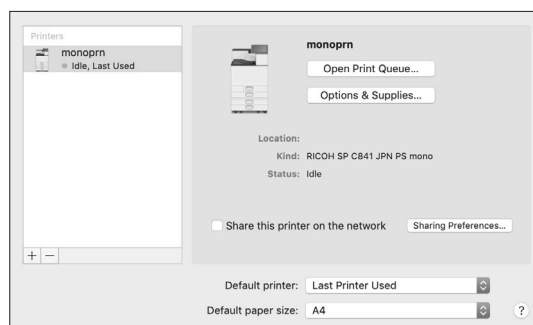 Printers
monoprn
Idle, Last Used
+ −
monoprn
Open Print Queue...
Options & Supplies...
Location:
Kind: RICOH SP C841 JPN PS mono
Status: Idle
Share this printer on the network Sharing Preferences...
Default printer: Last Printer Used
Default paper size: A4
?